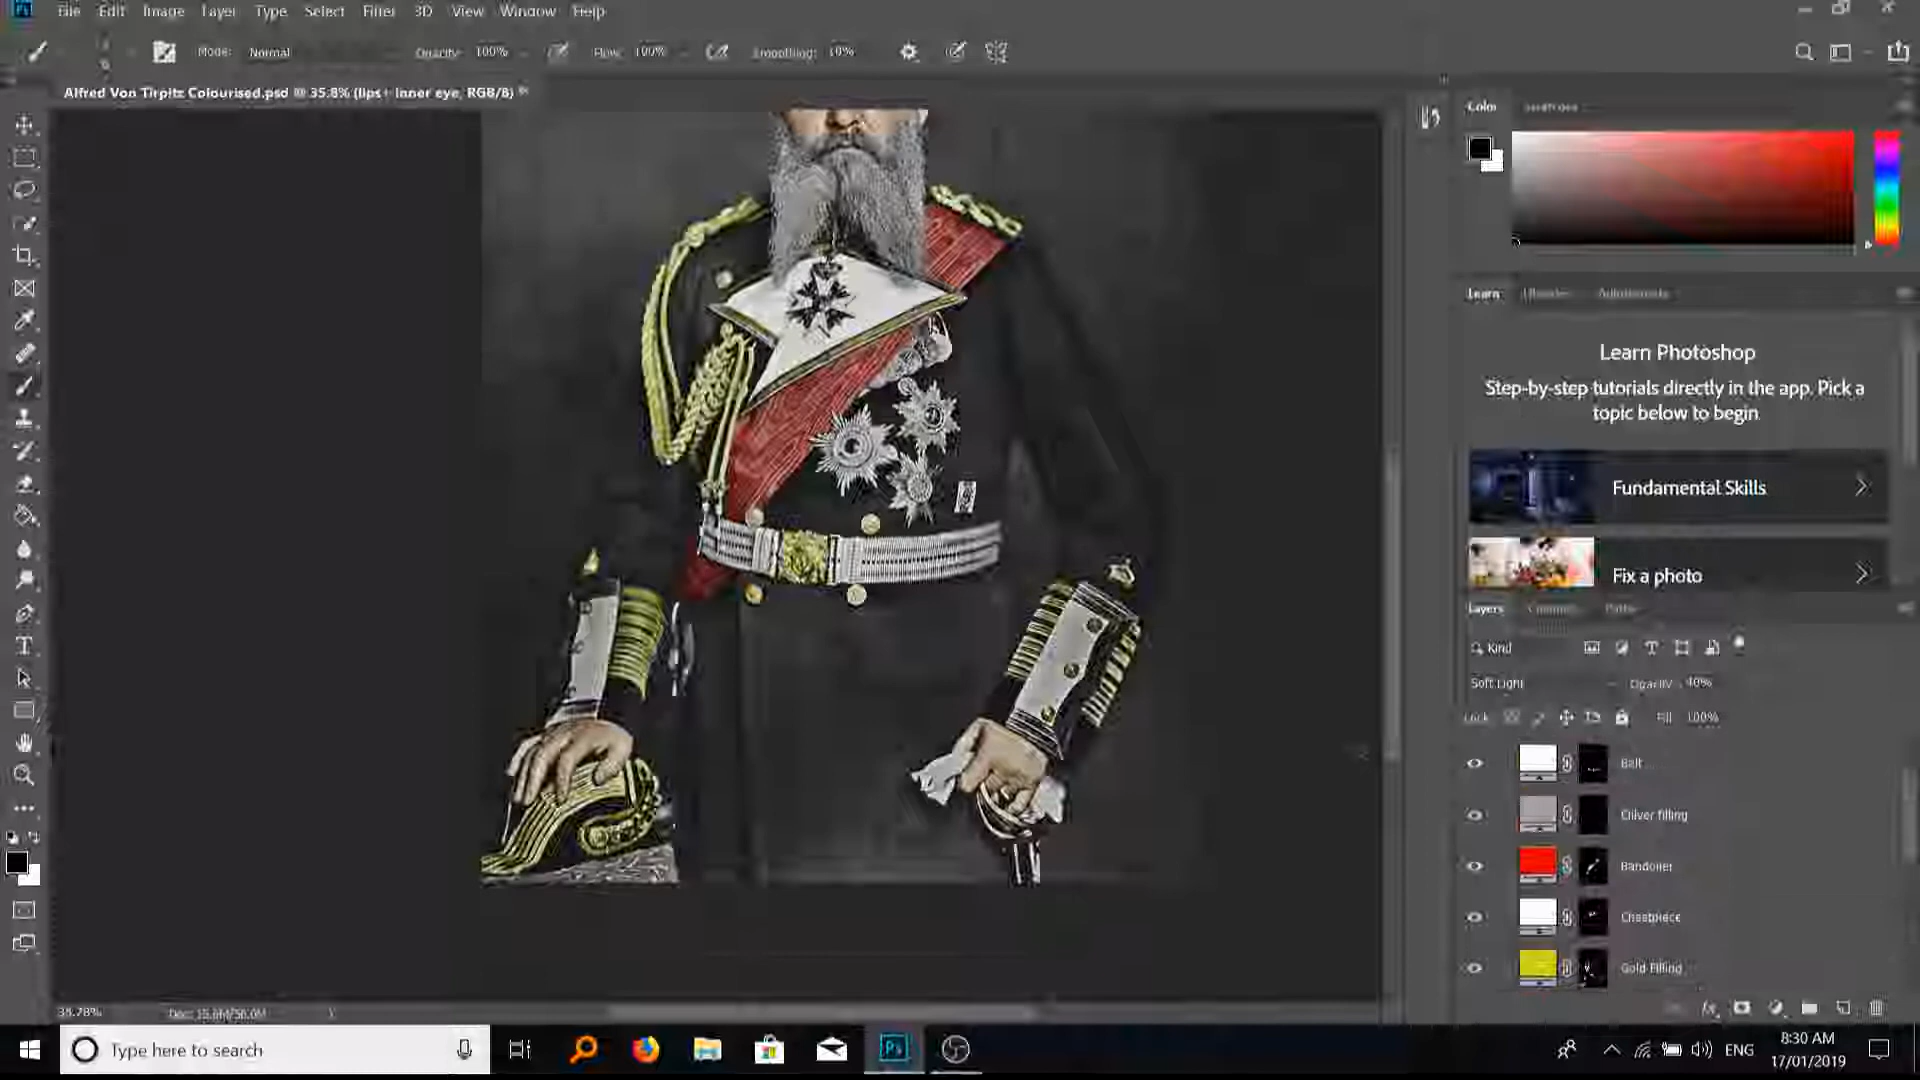 Ps File Edit Image Layer Type Select Filter 3D View Window Help
Mode: Normal Opacity: 100% Flow: 100% Smoothing: 10%
Alfred Von Tirpitz Colourised.psd @ 35.8% (lips+ inner eye, RGB/8) *
Color
Learn Adjustments
Learn Photoshop
Step-by-step tutorials directly in the app. Pick a
topic below to begin
Fundamental Skills
Fix a photo
Layers
Kind
Soft Light Opacity 40%
Lock Fill 100%
Belt
filling
Bandolier
Chestpiece
Gold Filling
Type here to search
Ps
ENG
8:30 AM
17/01/2019